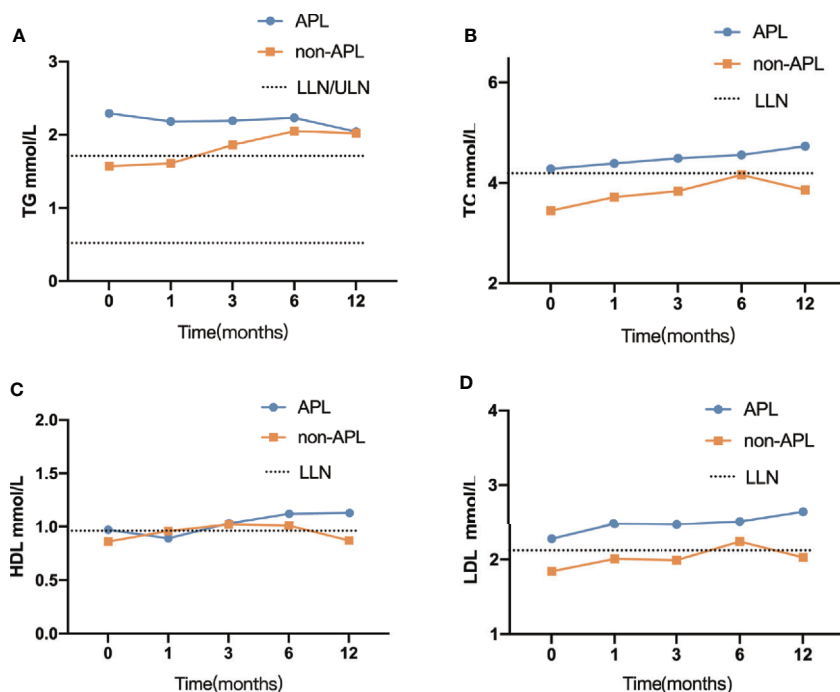 A
APL
non-APL
LLN/ULN
3
2
1
0
TG mmol/L
0 1 3 6 12
Time(months)
B
APL
non-APL
LLN
6
4
2
TC mmol/L
0 1 3 6 12
Time(months)
C
APL
non-APL
LLN
2.0
1.5
1.0
0.5
0.0
HDL mmol/L
0 1 3 6 12
Time(months)
D
APL
non-APL
LLN
4
3
2
1
LDL mmol/L
0 1 3 6 12
Time(months)